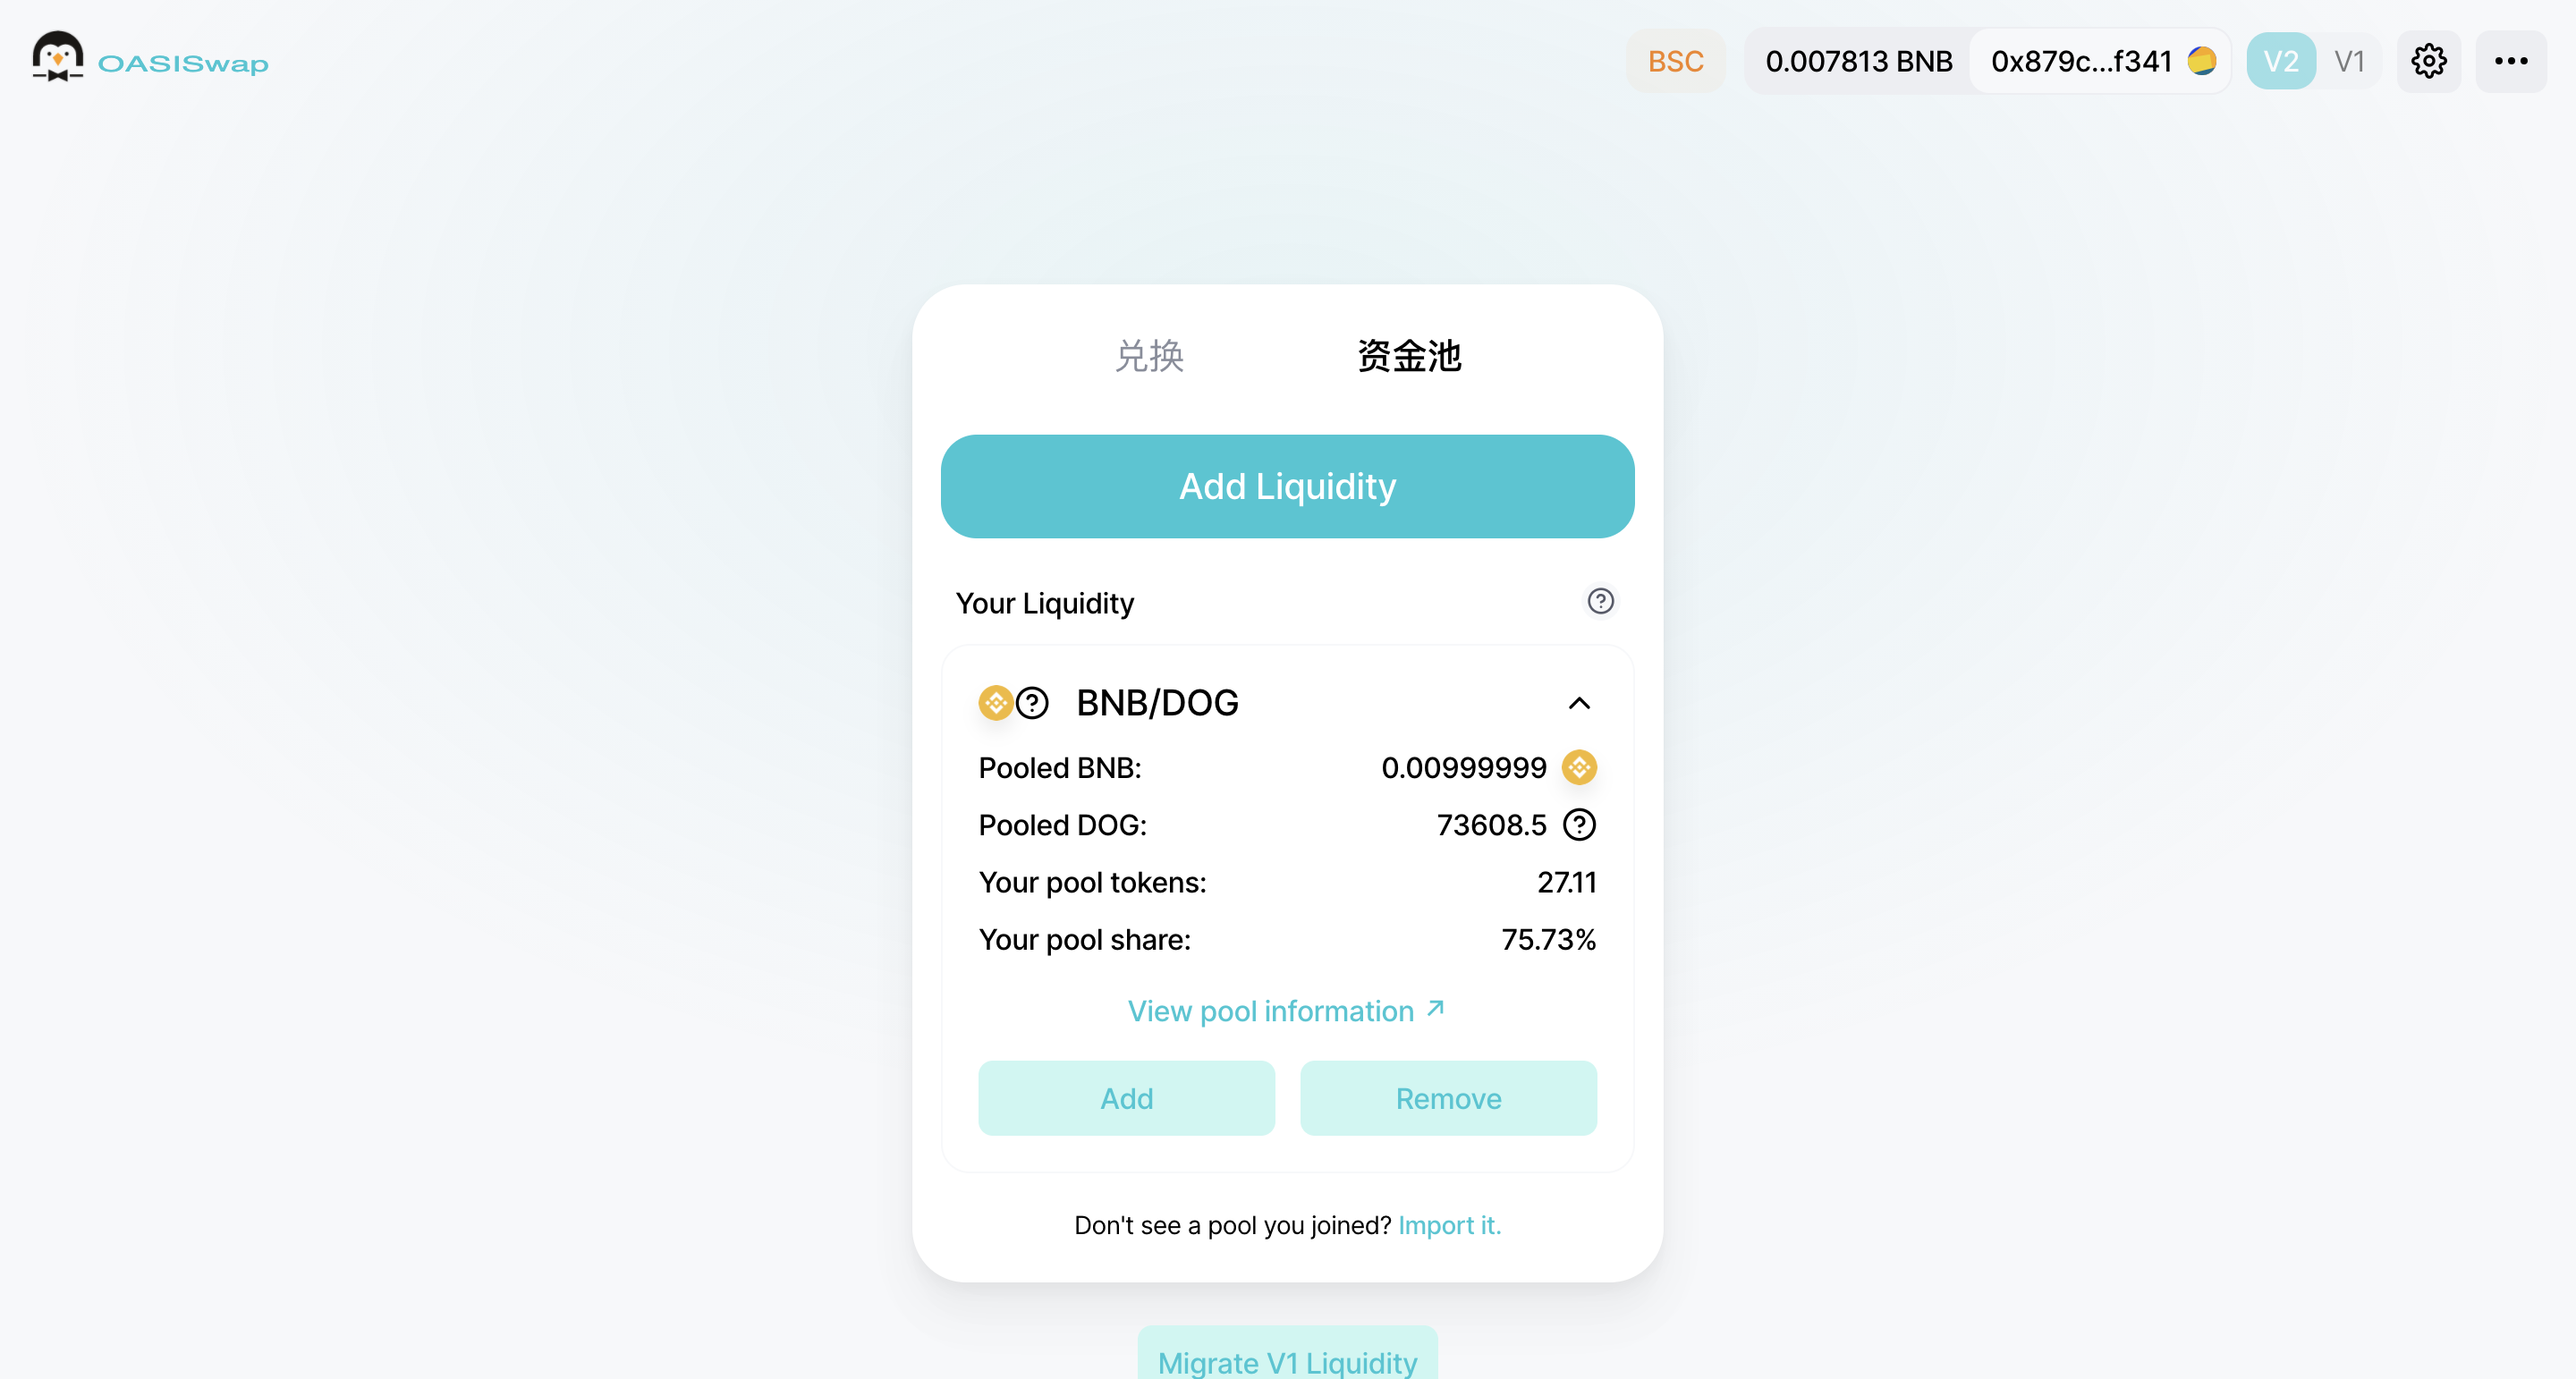 OASISwap
BSC
0.007813 BNB
0x879c...f341
V2
V1
兑换
资金池
Add Liquidity
Your Liquidity
BNB/DOG
Pooled BNB: 0.00999999
Pooled DOG: 73608.5
Your pool tokens: 27.11
Your pool share: 75.73%
View pool information ↗
Add
Remove
Don't see a pool you joined? Import it.
Migrate V1 Liquidity